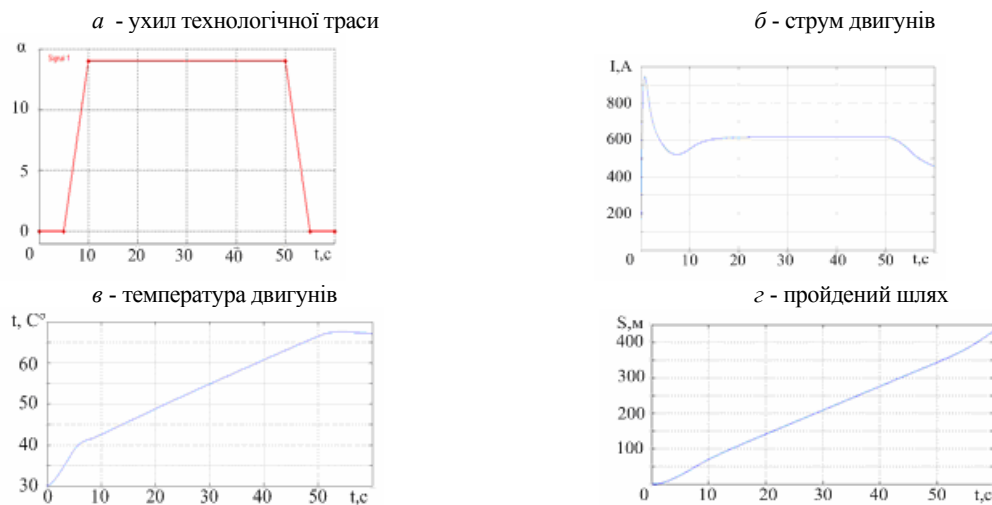 а - ухил технологічної траси
б - струм двигунів
α
Signal 1
10
5
0
0 10 20 30 40 50 t,c
I,A
800
600
400
200
0 10 20 30 40 50 t,c
в - температура двигунів
г - пройдений шлях
t, C°
60
40
30
0 10 20 30 40 50 t,c
S,м
400
300
200
100
0 10 20 30 40 50 t,c